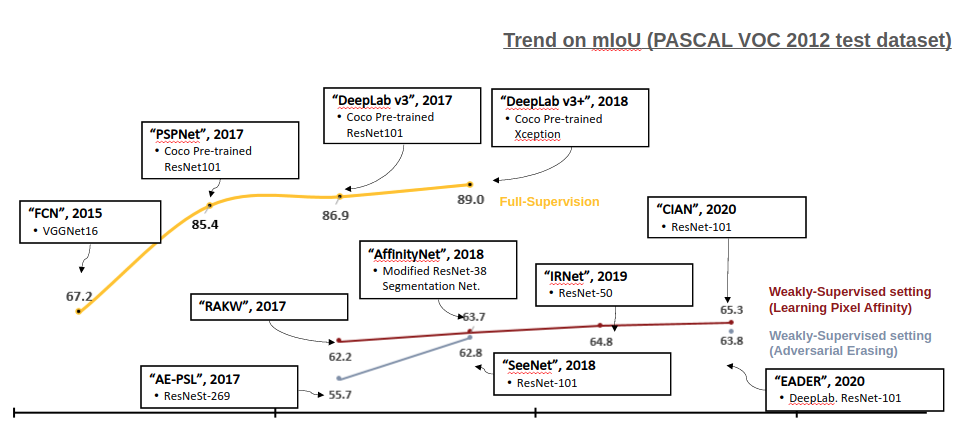 Trend on mIoU (PASCAL VOC 2012 test dataset)
“DeepLab v3”, 2017
• Coco Pre-trained
ResNet101
“DeepLab v3+”, 2018
• Coco Pre-trained
Xception
“PSPNet”, 2017
• Coco Pre-trained
ResNet101
“FCN”, 2015
• VGGNet16
67.2
85.4
86.9
89.0
Full-Supervision
“CIAN”, 2020
• ResNet-101
“AffinityNet”, 2018
• Modified ResNet-38
Segmentation Net.
“IRNet”, 2019
• ResNet-50
“RAKW”, 2017
63.7
65.3
Weakly-Supervised setting
(Learning Pixel Affinity)
62.2
62.8
64.8
63.8
Weakly-Supervised setting
(Adversarial Erasing)
“SeeNet”, 2018
• ResNet-101
“AE-PSL”, 2017
• ResNeSt-269
55.7
“EADER”, 2020
• DeepLab. ResNet-101